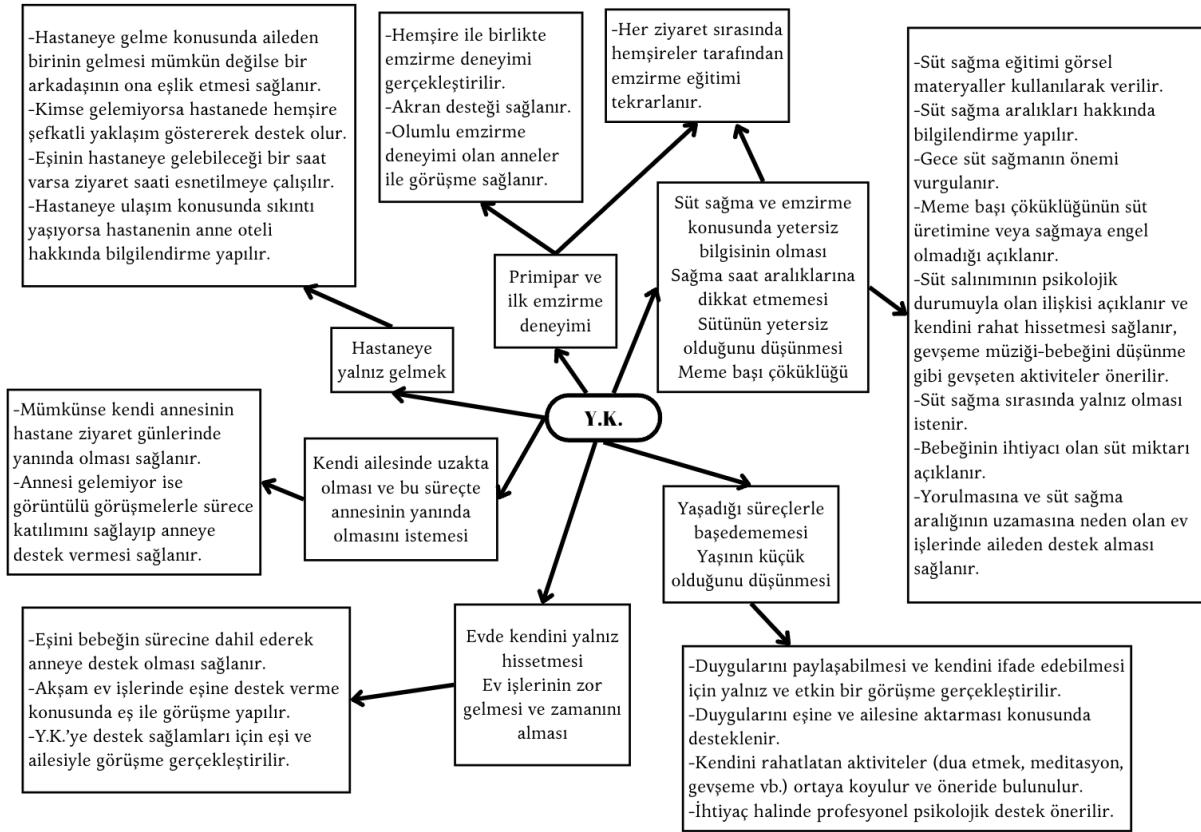 -Hastaneye gelme konusunda aileden
birinin gelmesi mümkün değilse bir
arkadaşının ona eşlik etmesi sağlanır.
-Kimse gelemiyorsa hastanede hemşire
şefkatli yaklaşım göstererek destek olur.
-Eşinin hastaneye gelebileceği bir saat
varsa ziyaret saati esnetilmeye çalışılır.
-Hastaneye ulaşım konusunda sıkıntı
yaşıyorsa hastanenin anne oteli
hakkında bilgilendirme yapılır.
-Hemşire ile birlikte
emzirme deneyimi
gerçekleştirilir.
-Akran desteği sağlanır.
-Olumlu emzirme
deneyimi olan anneler
ile görüşme sağlanır.
-Her ziyaret sırasında
hemşireler tarafından
emzirme eğitimi
tekrarlanır.
-Süt sağma eğitimi görsel
materyaller kullanılarak verilir.
-Süt sağma aralıkları hakkında
bilgilendirme yapılır.
-Gece süt sağmanın önemi
vurgulanır.
-Meme başı çöküklüğünün süt
üretimine veya sağmaya engel
olmadığı açıklanır.
-Süt salınımının psikolojik
durumuyla olan ilişkisi açıklanır ve
kendini rahat hissetmesi sağlanır,
gevşeme müziği-bebeğini düşünme
gibi gevşeten aktiviteler önerilir.
-Süt sağma sırasında yalnız olması
istenir.
-Bebeğinin ihtiyacı olan süt miktarı
açıklanır.
-Yorulmasına ve süt sağma
aralığının uzamasına neden olan ev
işlerinde aileden destek alması
sağlanır.
Süt sağma ve emzirme
konusunda yetersiz
bilgisinin olması
Sağma saat aralıklarına
dikkat etmemesi
Sütünün yetersiz
olduğunu düşünmesi
Meme başı çöküklüğü
Primipar ve
ilk emzirme
deneyimi
Hastaneye
yalnız gelmek
Y.K.
-Mümkünse kendi annesinin
hastane ziyaret günlerinde
yanında olması sağlanır.
-Annesi gelemiyor ise
görüntülü görüşmelerle sürece
katılımını sağlayıp anneye
destek vermesi sağlanır.
Kendi ailesinde uzakta
olması ve bu süreçte
annesinin yanında
olmasını istemesi
Yaşadığı süreçlerle
başedememesi
Yaşının küçük
olduğunu düşünmesi
-Eşini bebeğin sürecine dahil ederek
anneye destek olması sağlanır.
-Akşam ev işlerinde eşine destek verme
konusunda eş ile görüşme yapılır.
-Y.K.’ye destek sağlamları için eşi ve
ailesiyle görüşme gerçekleştirilir.
Evde kendini yalnız
hissetmesi
Ev işlerinin zor
gelmesi ve zamanını
alması
-Duygularını paylaşabilmesi ve kendini ifade edebilmesi
için yalnız ve etkin bir görüşme gerçekleştirilir.
-Duygularını eşine ve ailesine aktarması konusunda
desteklenir.
-Kendini rahatlatan aktiviteler (dua etmek, meditasyon,
gevşeme vb.) ortaya koyulur ve öneride bulunulur.
-İhtiyaç halinde profesyonel psikolojik destek önerilir.